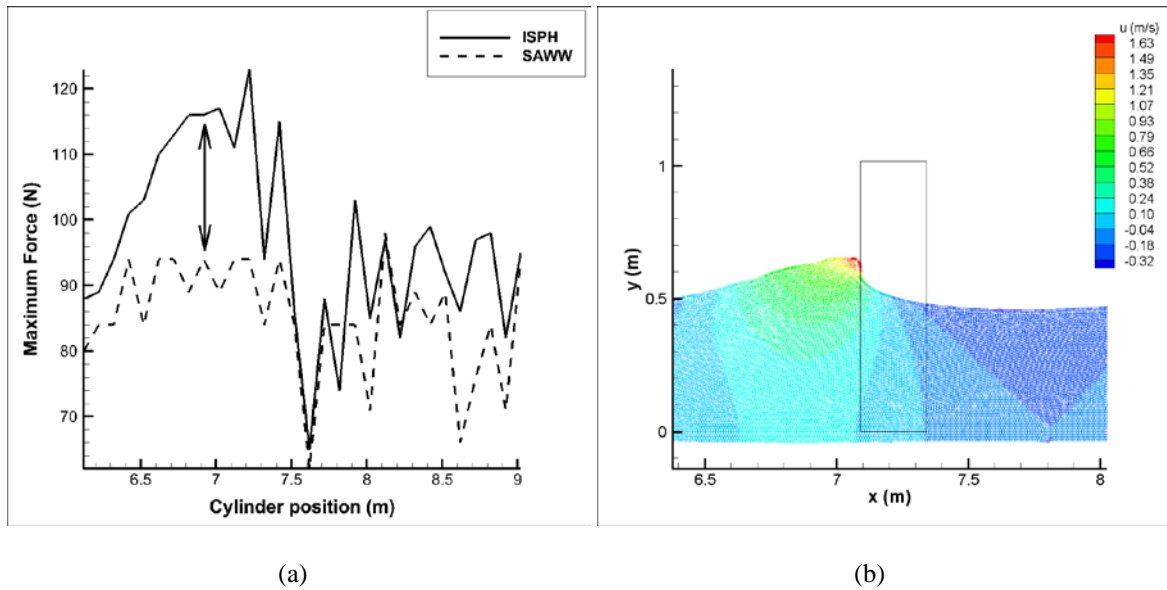 ISPH
SAWW
120
110
100
90
80
70
Maximum Force (N)
6.5 7 7.5 8 8.5 9
Cylinder position (m)
(a)
u (m/s)
1.63
1.49
1.35
1.21
1.07
0.93
0.79
0.66
0.52
0.38
0.24
0.10
-0.04
-0.18
-0.32
1
0.5
0
y (m)
6.5 7 7.5 8
x (m)
(b)